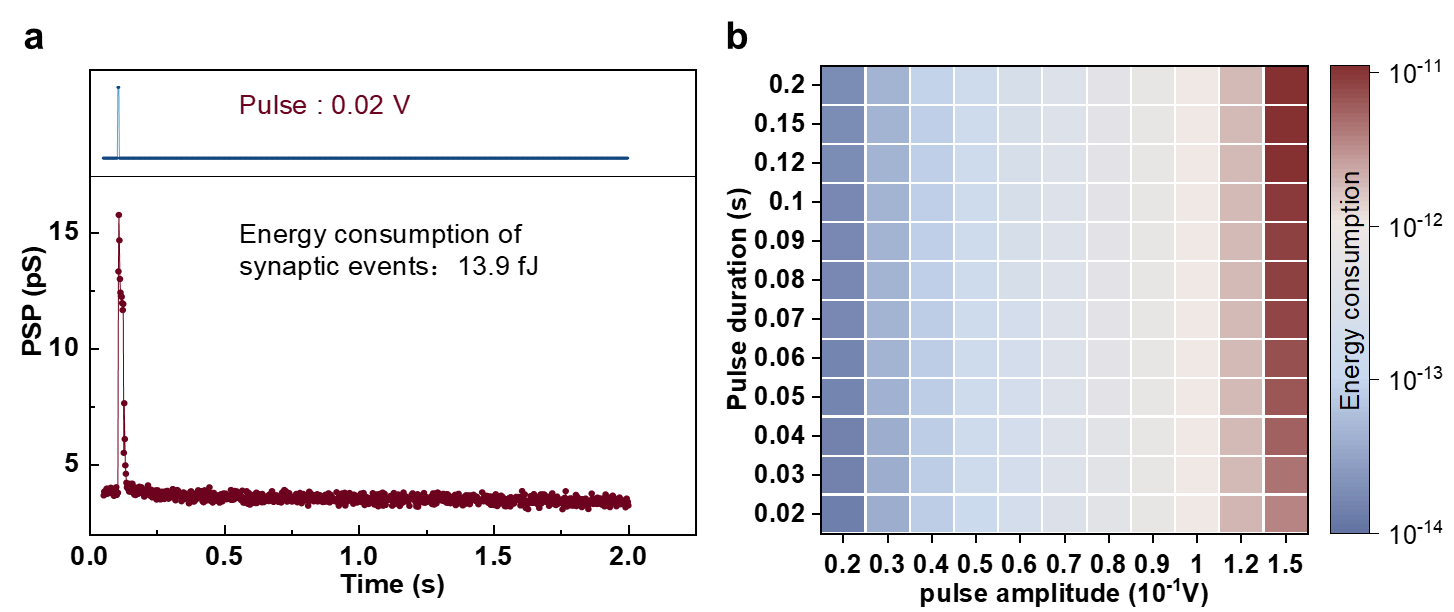 a
Pulse : 0.02 V
Energy consumption of
synaptic events：13.9 fJ
15
10
5
PSP (pS)
0.0 0.5 1.0 1.5 2.0
Time (s)
b
0.2
0.15
0.12
0.1
0.09
0.08
0.07
0.06
0.05
0.04
0.03
0.02
Pulse duration (s)
0.2 0.3 0.4 0.5 0.6 0.7 0.8 0.9 1 1.2 1.5
pulse amplitude (10⁻¹V)
Energy consumption
10⁻¹¹
10⁻¹²
10⁻¹³
10⁻¹⁴